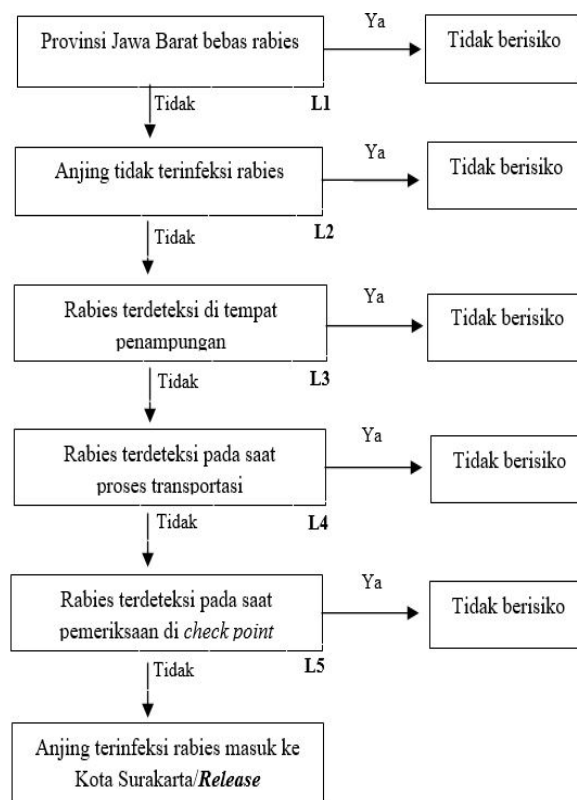 Provinsi Jawa Barat bebas rabies
Ya
Tidak berisiko
Tidak
L1
Anjing tidak terinfeksi rabies
Ya
Tidak berisiko
Tidak
L2
Rabies terdeteksi di tempat
penampungan
Ya
Tidak berisiko
Tidak
L3
Rabies terdeteksi pada saat
proses transportasi
Ya
Tidak berisiko
Tidak
L4
Rabies terdeteksi pada saat
pemeriksaan di check point
Ya
Tidak berisiko
Tidak
L5
Anjing terinfeksi rabies masuk ke
Kota Surakarta/Release